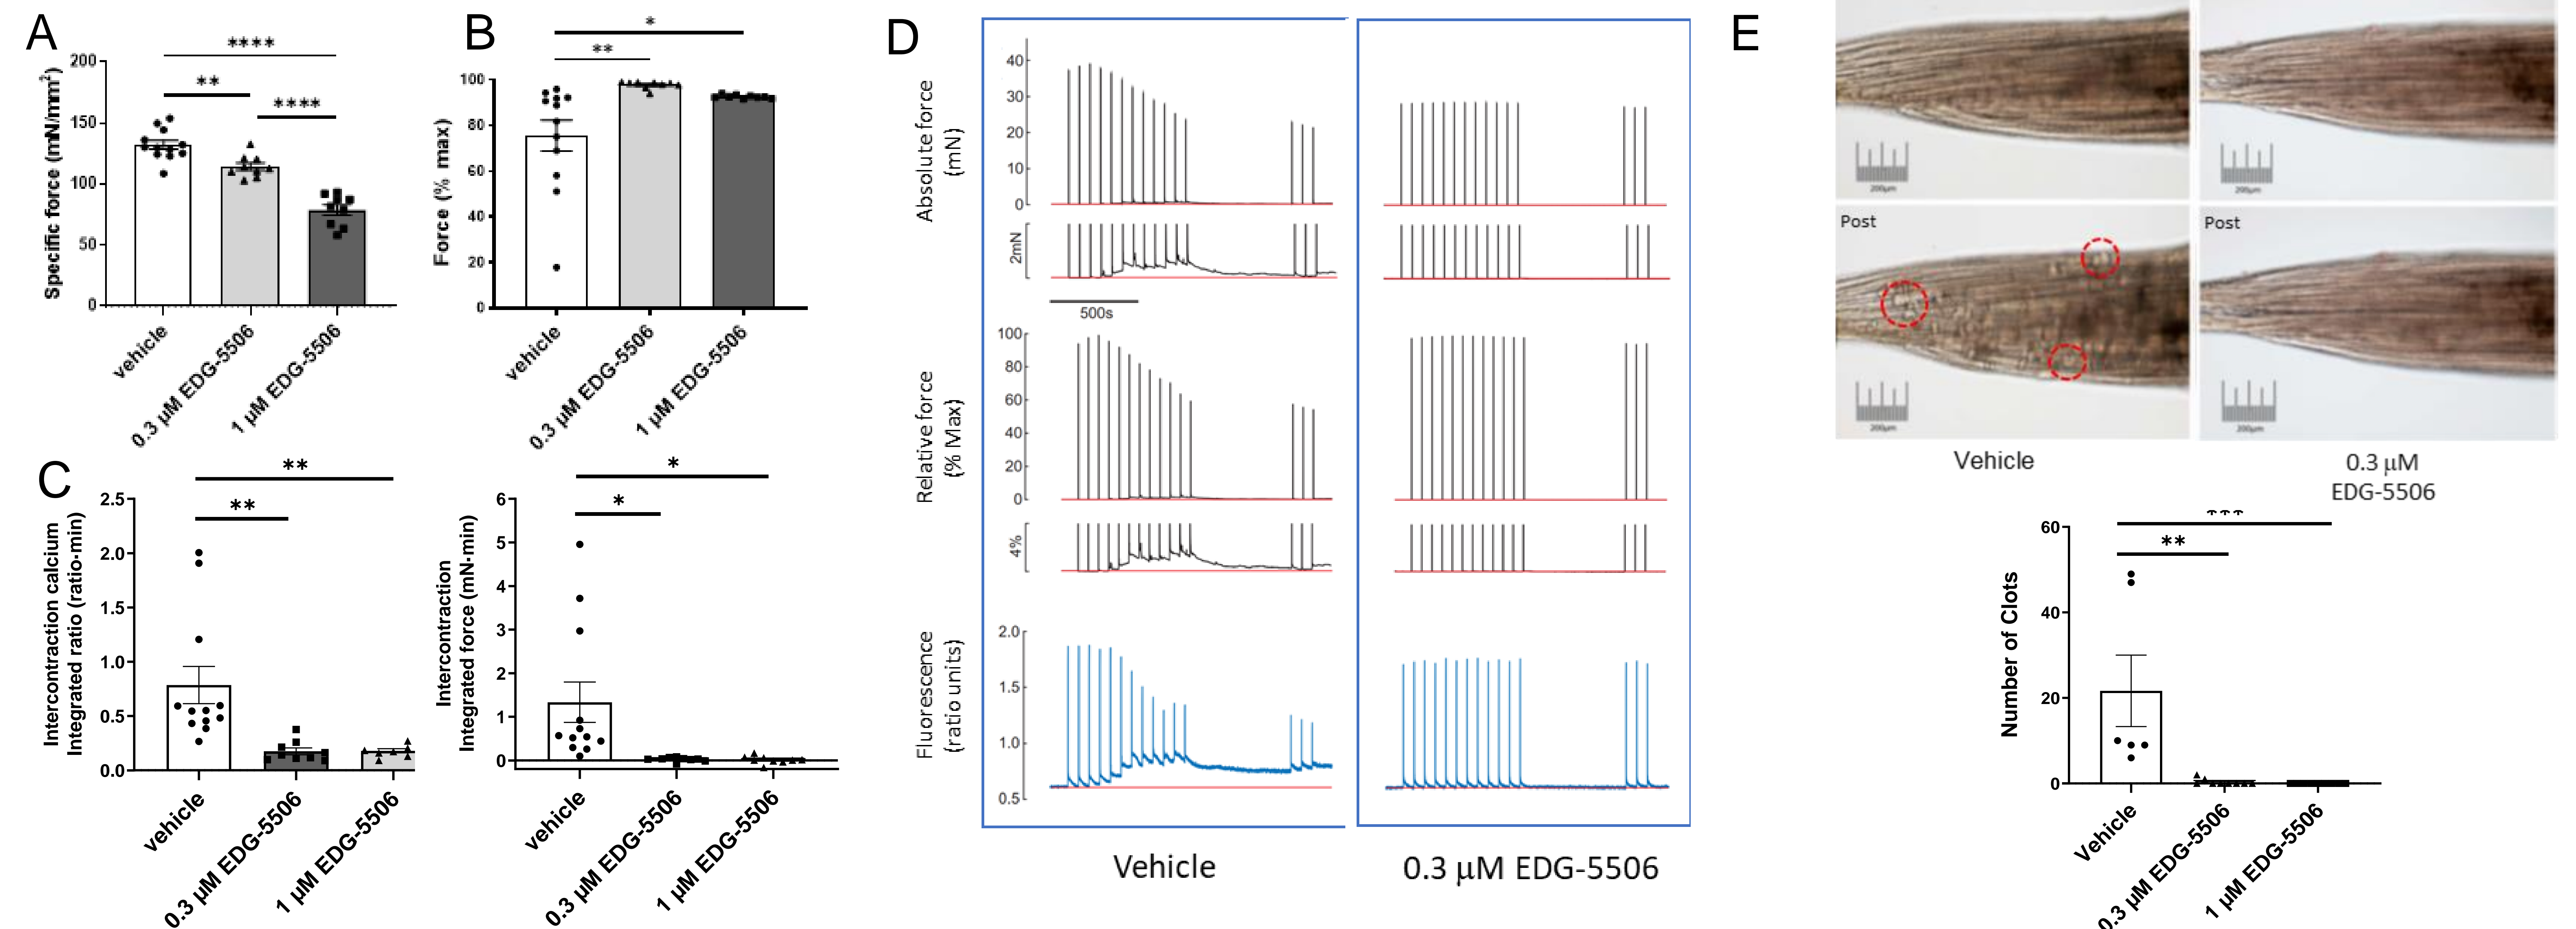 A
Specific force (mN/mm²)
200
150
100
50
0
****
**
****
vehicle
0.3 µM EDG-5506
1 µM EDG-5506
B
Force (% max)
100
80
60
40
20
0
*
**
vehicle
0.3 µM EDG-5506
1 µM EDG-5506
C
Intercontraction calcium
Integrated ratio (ratio-min)
2.5
2.0
1.5
1.0
0.5
0.0
**
**
vehicle
0.3 µM EDG-5506
1 µM EDG-5506
Intercontraction
Integrated force (mN-min)
6
5
4
3
2
1
0
*
*
vehicle
0.3 µM EDG-5506
1 µM EDG-5506
D
Absolute force
(mN)
40
30
20
10
0
2mN
500s
Relative force
(% Max)
100
80
60
40
20
0
4%
Fluorescence
(ratio units)
2.0
1.5
1.0
0.5
Vehicle
0.3 µM EDG-5506
E
200µm
200µm
Post
200µm
Post
200µm
Vehicle
0.3 µM
EDG-5506
Number of Clots
60
40
20
0
**
Vehicle
0.3 µM EDG-5506
1 µM EDG-5506